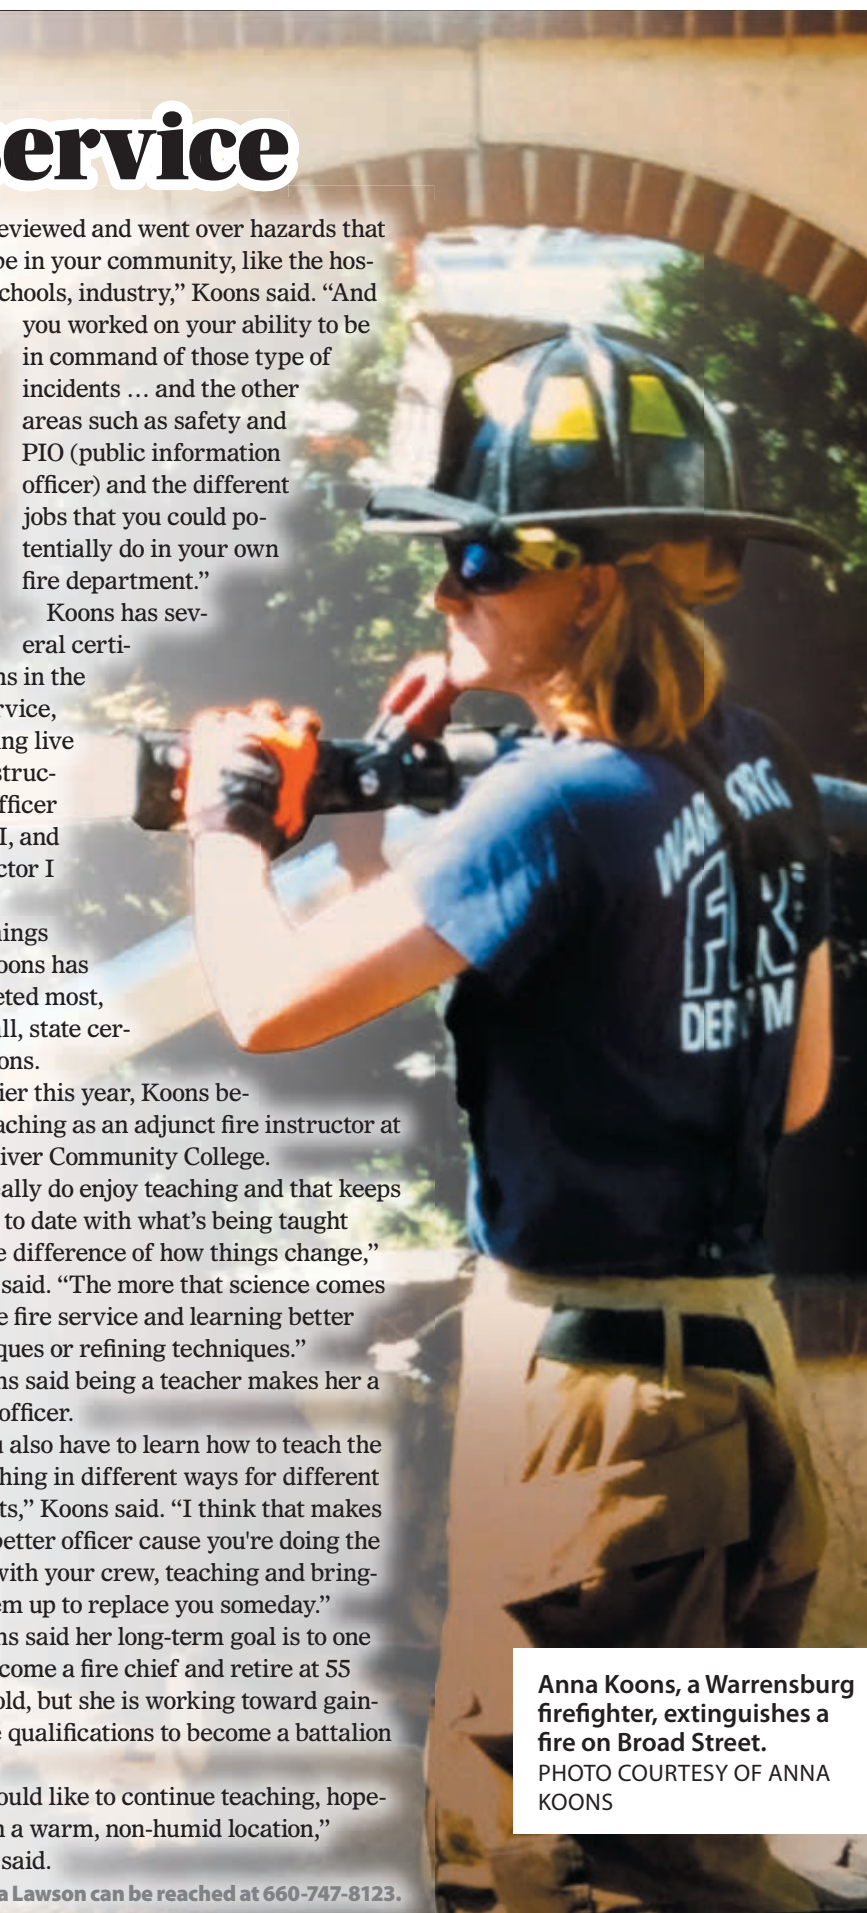 ervice
eviewed and went over hazards that
be in your community, like the hos-
chools, industry,” Koons said. “And
you worked on your ability to be
in command of those type of
incidents … and the other
areas such as safety and
PIO (public information
officer) and the different
jobs that you could po-
tentially do in your own
fire department.”
Koons has sev-
eral certi-
ns in the
rvice,
ng live
struc-
fficer
I, and
ctor I
ings
oons has
eted most,
ll, state cer-
ons.
ier this year, Koons be-
aching as an adjunct fire instructor at
iver Community College.
eally do enjoy teaching and that keeps
to date with what’s being taught
e difference of how things change,”
said. “The more that science comes
e fire service and learning better
ques or refining techniques.”
ns said being a teacher makes her a
officer.
u also have to learn how to teach the
hing in different ways for different
ts,” Koons said. “I think that makes
better officer cause you're doing the
with your crew, teaching and bring-
em up to replace you someday.”
ns said her long-term goal is to one
come a fire chief and retire at 55
old, but she is working toward gain-
e qualifications to become a battalion
ould like to continue teaching, hope-
n a warm, non-humid location,”
said.
a Lawson can be reached at 660-747-8123.
WAR SRG
F R
DEP M
Anna Koons, a Warrensburg
firefighter, extinguishes a
fire on Broad Street.
PHOTO COURTESY OF ANNA
KOONS